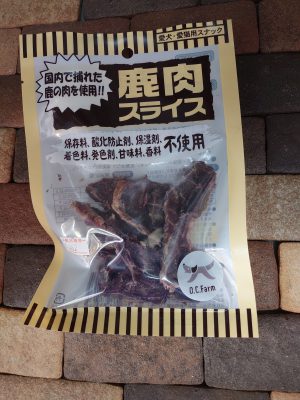 愛犬・愛猫用スナック
国内で捕れた
鹿の肉を使用!!
鹿肉
スライス
保存料、酸化防止剤、保湿剤、
着色料、発色剤、甘味料、香料
不使用
O.C.Farm